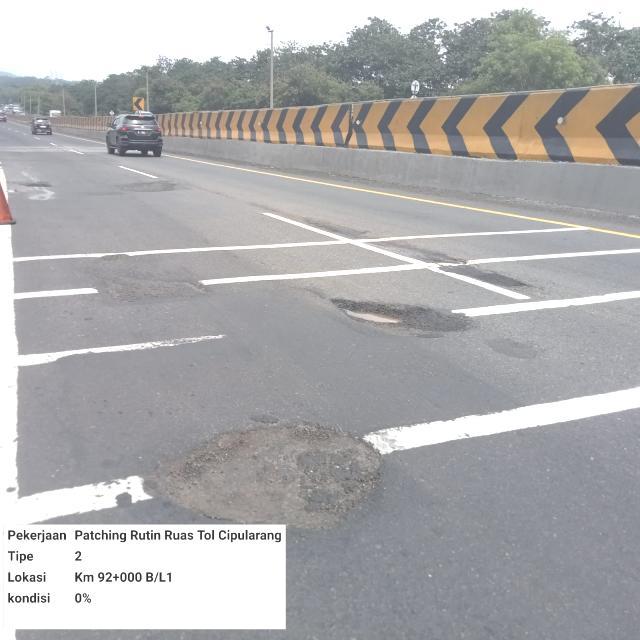 Pekerjaan Patching Rutin Ruas Tol Cipularang
Tipe 2
Lokasi Km 92+000 B/L1
kondisi 0%